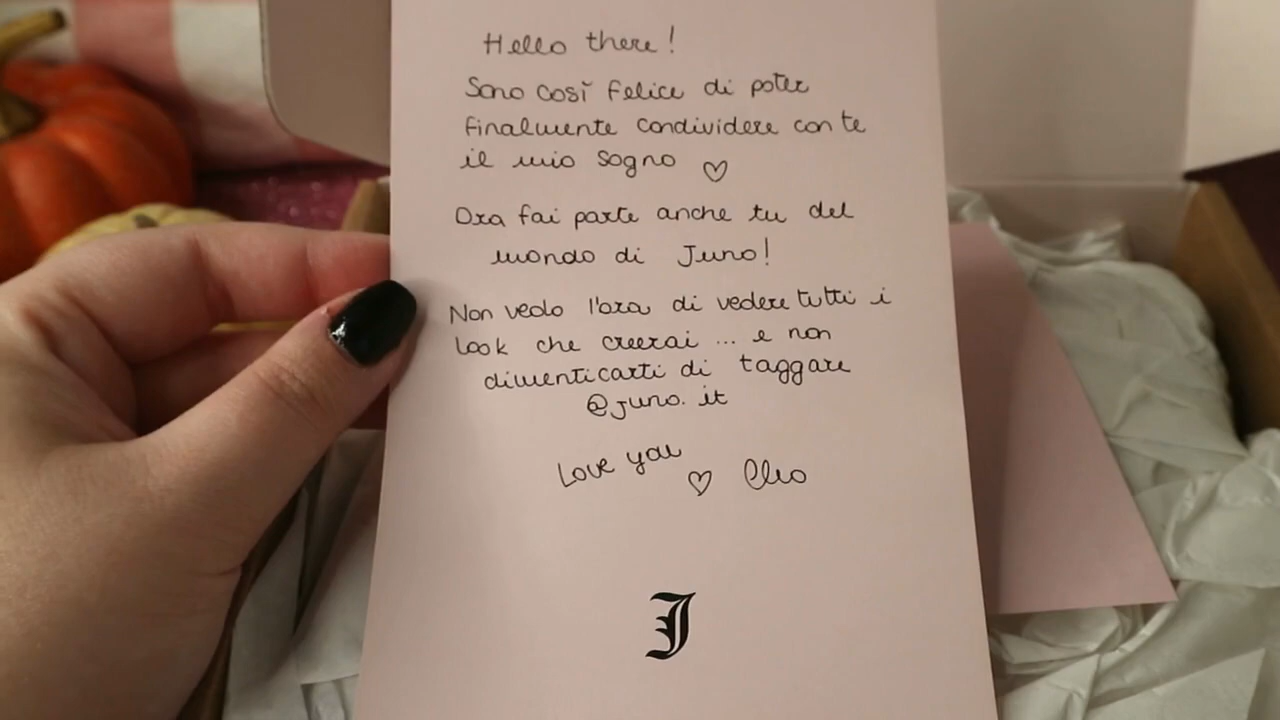 Hello there!
Sono così felice di poter
finalmente condividere con te
il mio sogno ♡
Ora fai parte anche tu del
mondo di Juno!
Non vedo l'ora di vedere tutti i
look che creerai ... e non
dimenticarti di taggare
@juno.it
Love you
♡ Cleo
J